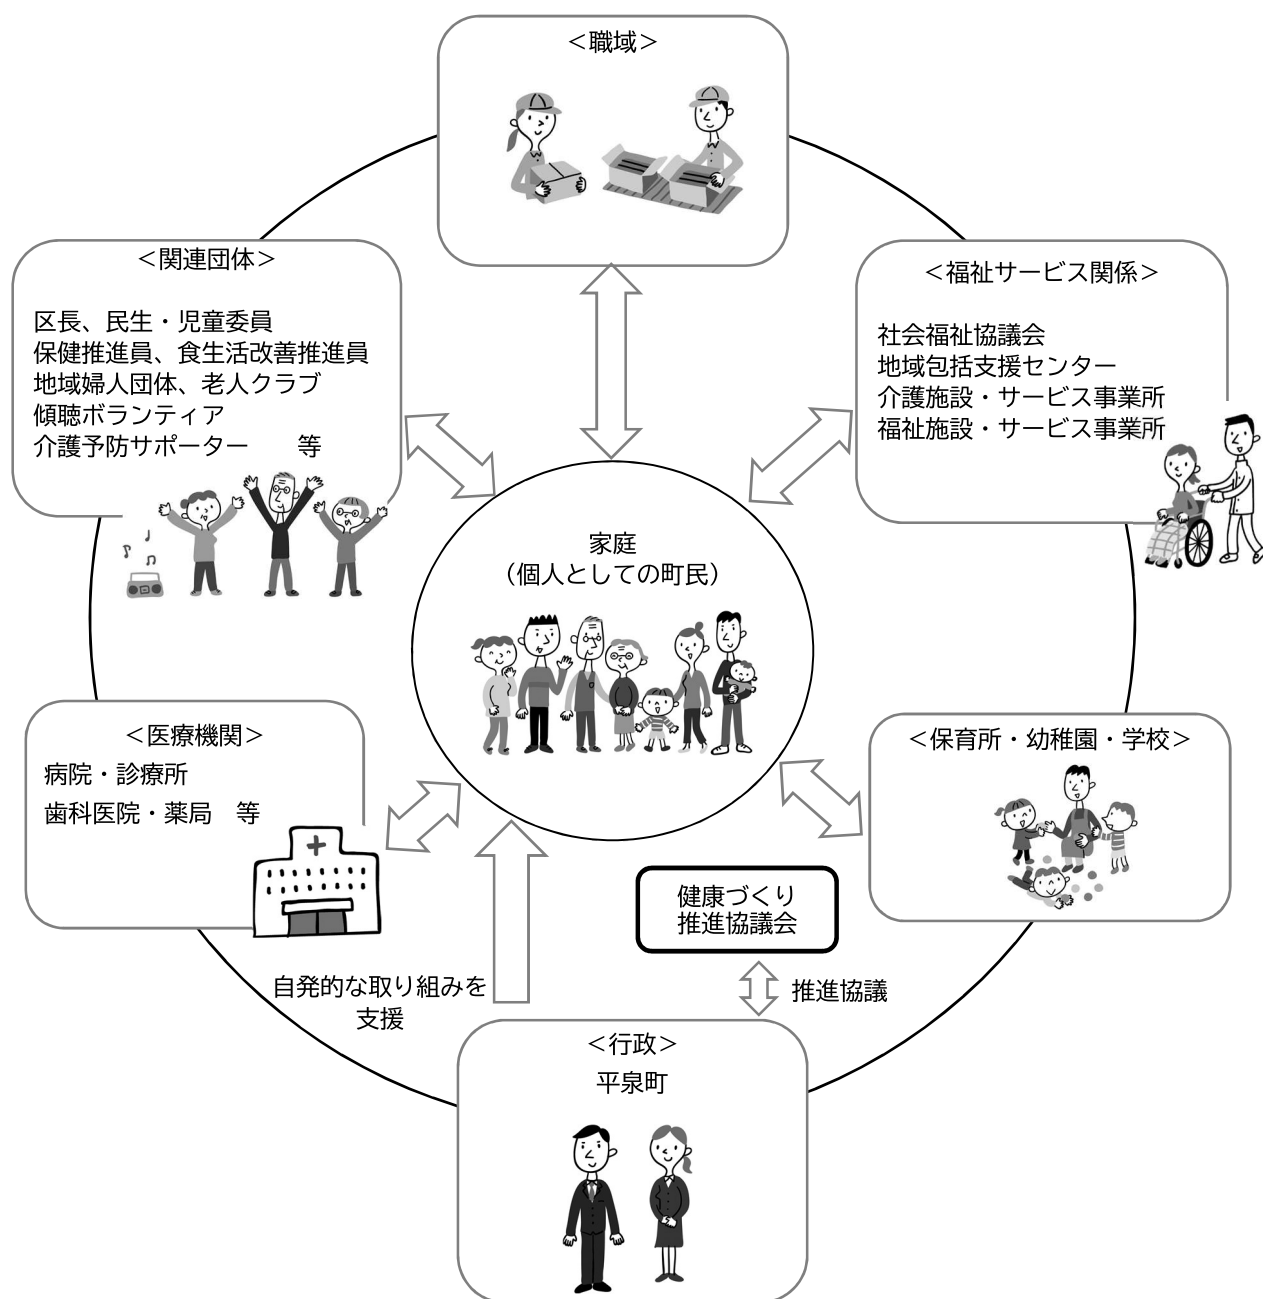 ＜職域＞
＜関連団体＞
区長、民生・児童委員
保健推進員、食生活改善推進員
地域婦人団体、老人クラブ
傾聴ボランティア
介護予防サポーター　　等
＜福祉サービス関係＞
社会福祉協議会
地域包括支援センター
介護施設・サービス事業所
福祉施設・サービス事業所
家庭
（個人としての町民）
＜医療機関＞
病院・診療所
歯科医院・薬局　等
＜保育所・幼稚園・学校＞
健康づくり
推進協議会
自発的な取り組みを
支援
推進協議
＜行政＞
平泉町